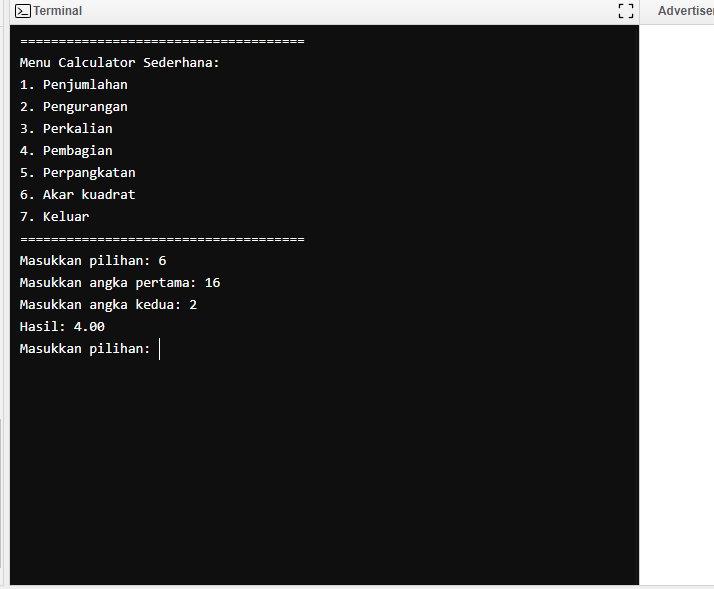 Terminal
Advertise
=====================================
Menu Calculator Sederhana:
1. Penjumlahan
2. Pengurangan
3. Perkalian
4. Pembagian
5. Perpangkatan
6. Akar kuadrat
7. Keluar
=====================================
Masukkan pilihan: 6
Masukkan angka pertama: 16
Masukkan angka kedua: 2
Hasil: 4.00
Masukkan pilihan: